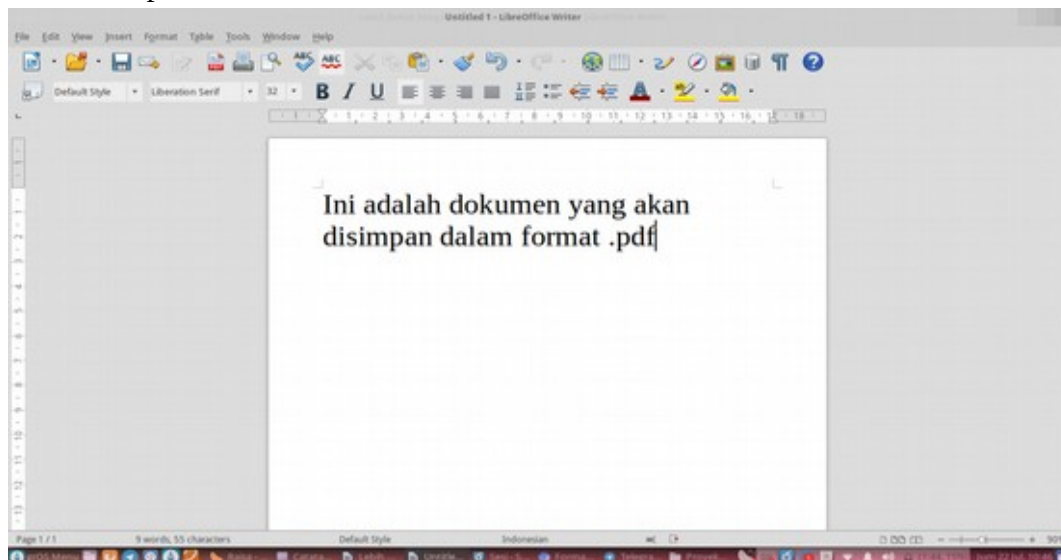 Untitled 1 - LibreOffice Writer
File Edit View Insert Format Table Tools Window Help
Default Style Liberation Serif 32
Ini adalah dokumen yang akan
disimpan dalam format .pdf
Page 1 / 1 9 words, 55 characters Default Style Indonesian